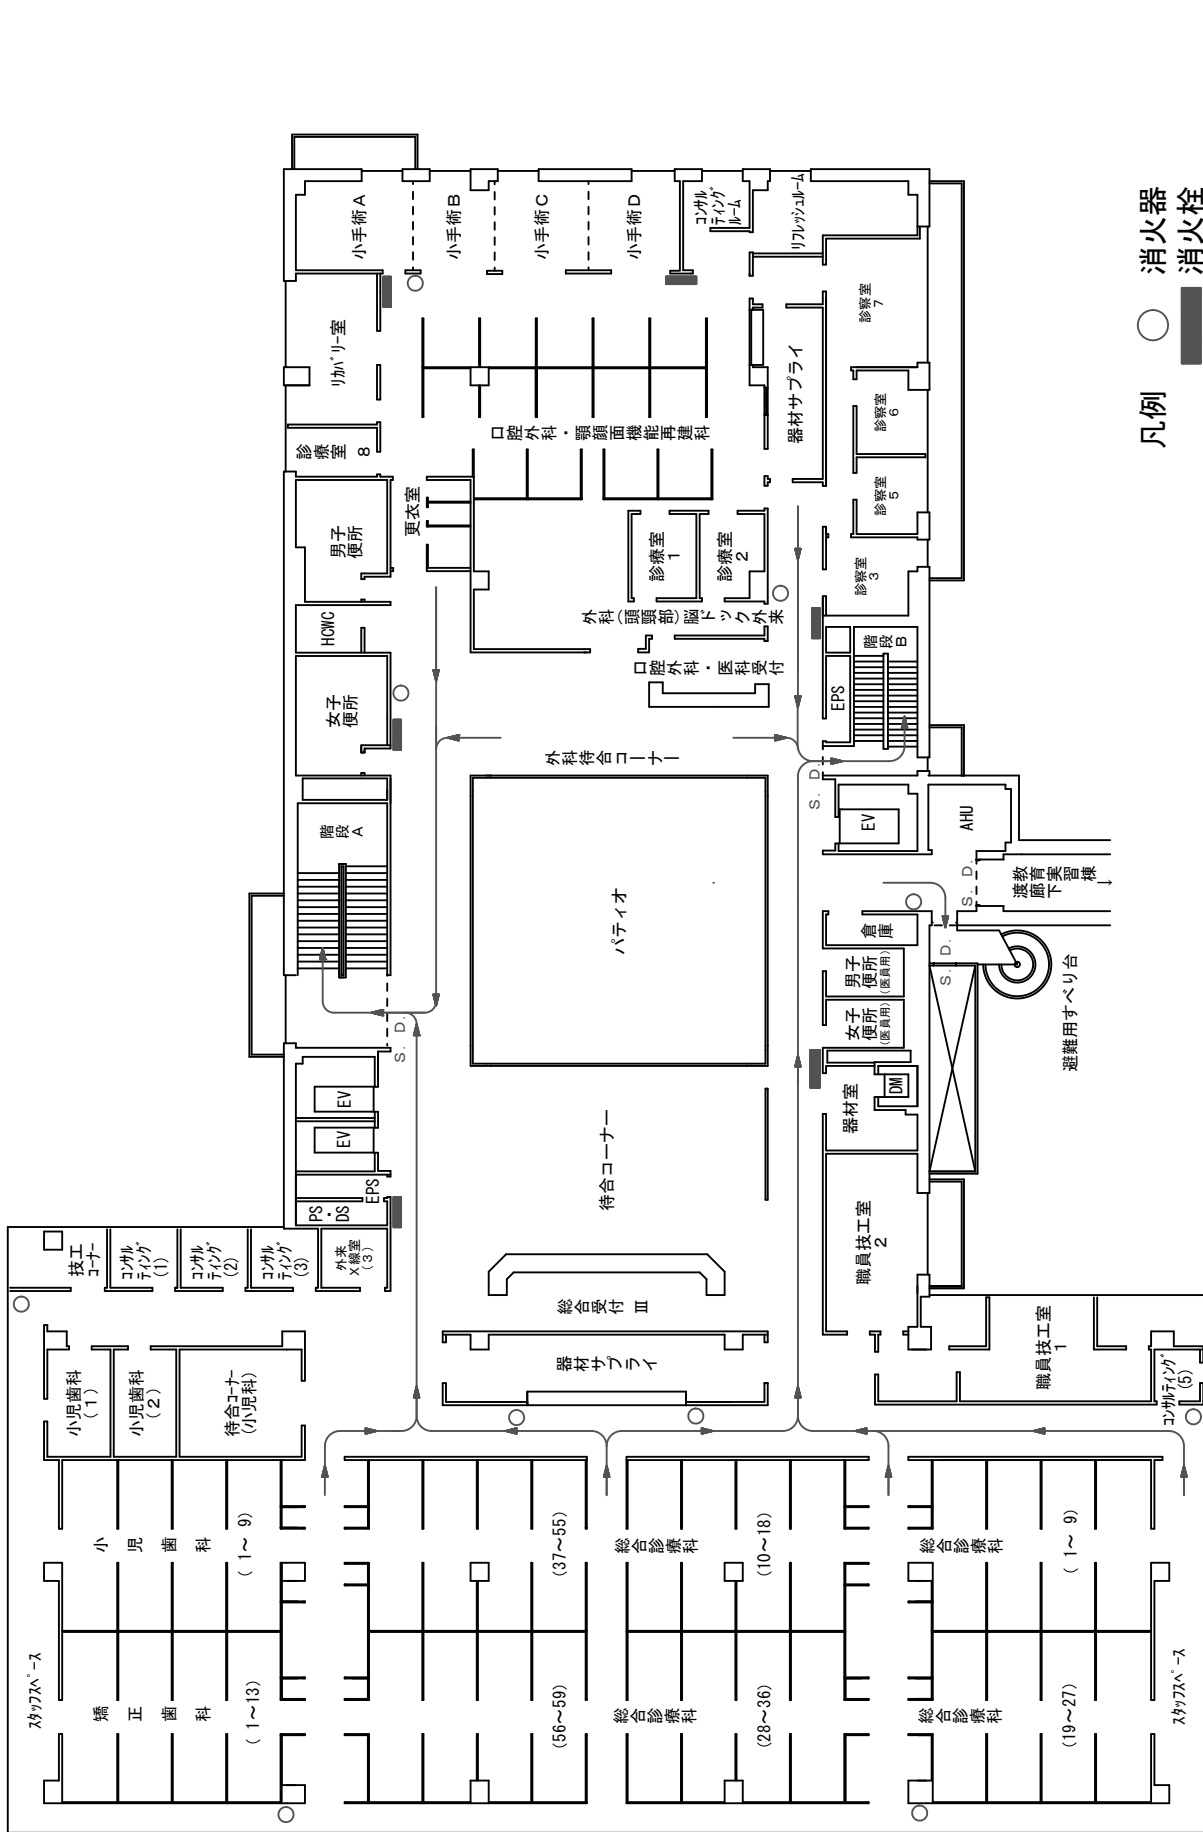 小手術A
小手術B
小手術C
小手術D
コンサル
ティング
ルーム
リフレッシュルーム
リカバリー室
診療室
8
男子
便所
更衣室
HCWC
女子
便所
階段
A
口腔外科・顎顔面機能再建科
器材サプライ
診察室
7
診察室
6
診察室
5
診察室
3
診療室
1
診療室
2
外科(頭頸部)脳ドック外来
口腔外科・医科受付
外科待合コーナー
階段
B
EPS
S. D.
EV
AHU
S. D.
渡教
廊育
下実
習
棟
→
パティオ
倉庫
男子
便所
(医員用)
女子
便所
(医員用)
S. D.
避難用すべり台
S. D.
EV
EV
EPS
PS・DS
待合コーナー
器材室
DM
職員技工室
2
技工
コーナー
コンサル
ティング
(1)
コンサル
ティング
(2)
コンサル
ティング
(3)
外来
X線室
(3)
総合受付 Ⅲ
器材サプライ
職員技工室
1
コンサルティング
(5)
小児歯科
(1)
小児歯科
(2)
待合コーナー
(小児科)
小児歯科
( 1~ 9)
(37~55)
総合診療科
(10~18)
総合診療科
( 1~ 9)
スタッフスペース
矯正歯科
( 1~13)
(56~59)
総合診療科
(28~36)
総合診療科
(19~27)
スタッフスペース
凡例
消火器
消火栓